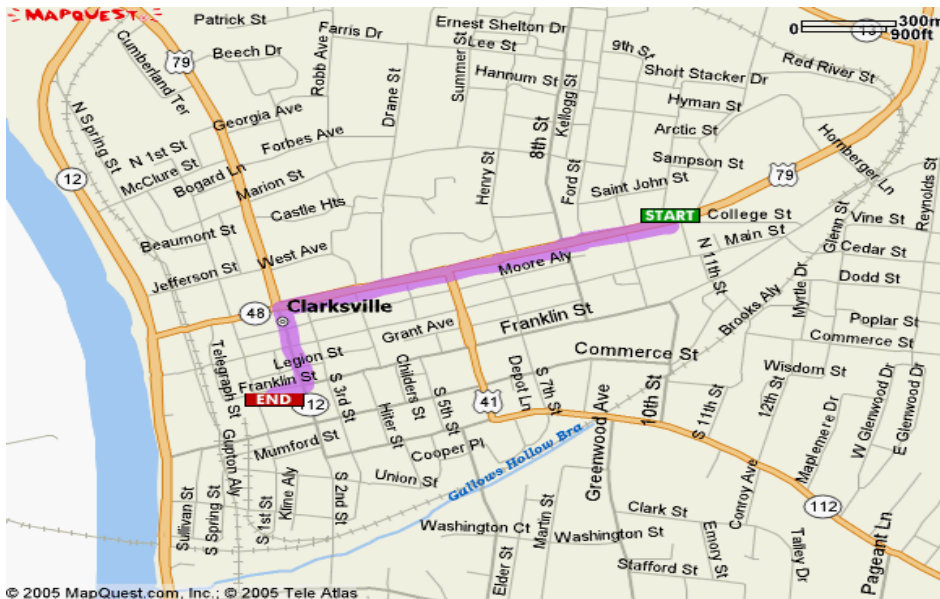 MAPQUEST
300m
900ft
Patrick St
Ernest Shelton Dr
Farris Dr
Lee St
9th St
13
Red River St
79
Beech Dr
Cumberland Ter
Robb Ave
Drane St
Summer St
Hannum St
Kellogg St
Short Stacker Dr
Hyman St
Georgia Ave
Arctic St
N Spring St
N 1st St
Forbes Ave
8th St
Hornberger Ln
McClure St
Bogard Ln
Sampson St
12
Marion St
Henry St
Ford St
Saint John St
79
Reynolds St
Castle Hts
START
College St
Vine St
Beaumont St
Glenn St
Main St
West Ave
N 11th St
Cedar St
Jefferson St
Moore Aly
Myrtle Dr
Dodd St
Brooks Aly
48
Clarksville
Franklin St
Poplar St
Grant Ave
Commerce St
Telegraph St
Legion St
Commerce St
Wisdom St
Franklin St
S 3rd St
Childers St
S 5th St
Depot Ln
S 7th St
END
112
41
Hiter St
Greenwood Ave
10th St
S 11th St
12th St
Maplemere Dr
W Glenwood Dr
E Glenwood Dr
Mumford St
Cooper Pl
Gupton Aly
Union St
Gallows Hollow Bra
Conroy Ave
Sullivan St
S Spring St
S 1st St
Kline Aly
S 2nd St
112
Clark St
Washington Ct
Martin St
Washington St
Emory St
Talley Dr
Pageant Ln
Elder St
Stafford St
© 2005 MapQuest.com, Inc.; © 2005 Tele Atlas